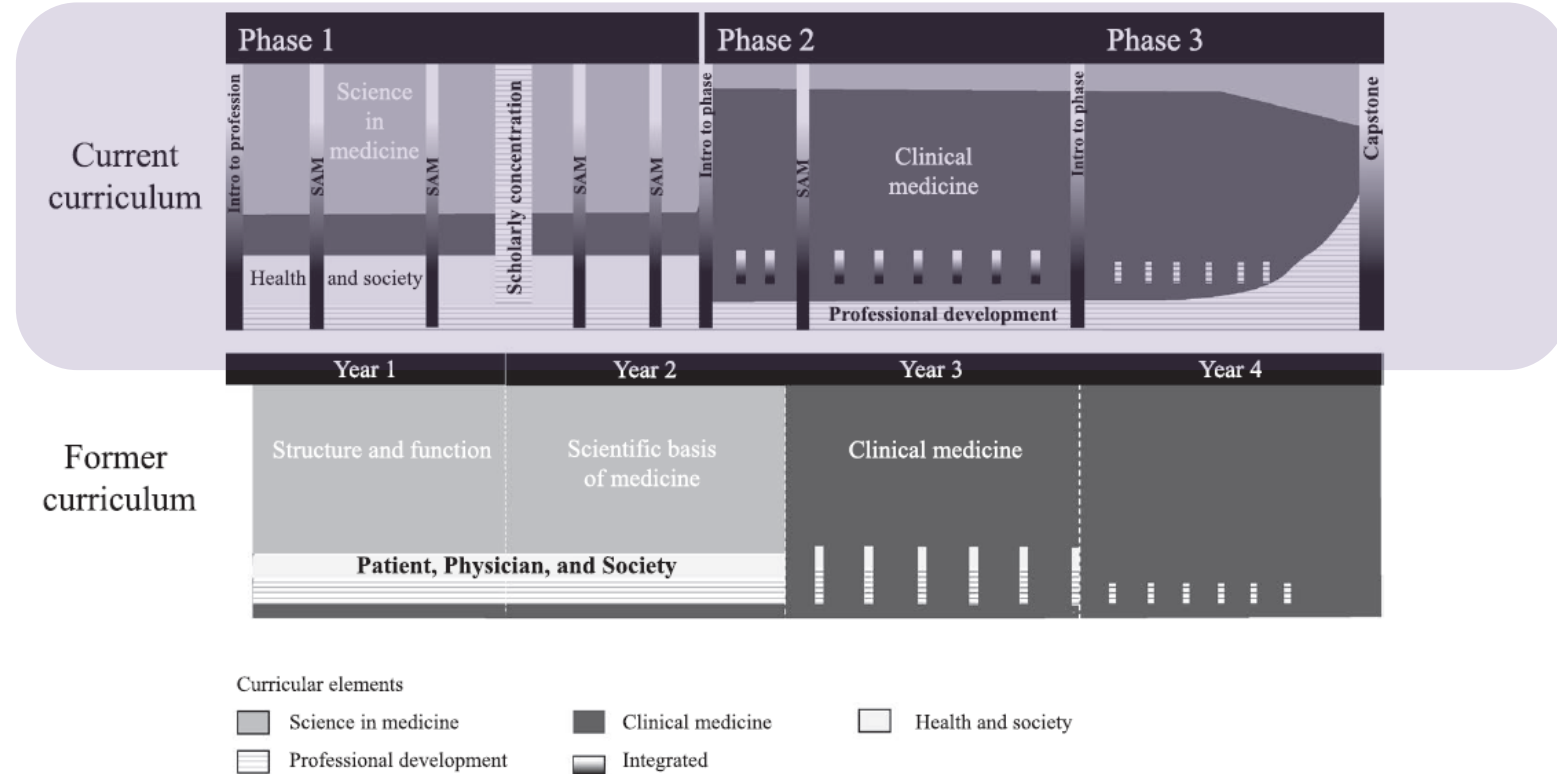 Phase 1
Phase 2
Phase 3
Current
curriculum
Intro to profession
SAM
Science
in
medicine
SAM
Scholarly concentration
SAM
SAM
Intro to phase
SAM
Clinical
medicine
Intro to phase
Capstone
Health and society
Professional development
Year 1
Year 2
Year 3
Year 4
Former
curriculum
Structure and function
Scientific basis
of medicine
Clinical medicine
Patient, Physician, and Society
Curricular elements
Science in medicine
Clinical medicine
Health and society
Professional development
Integrated